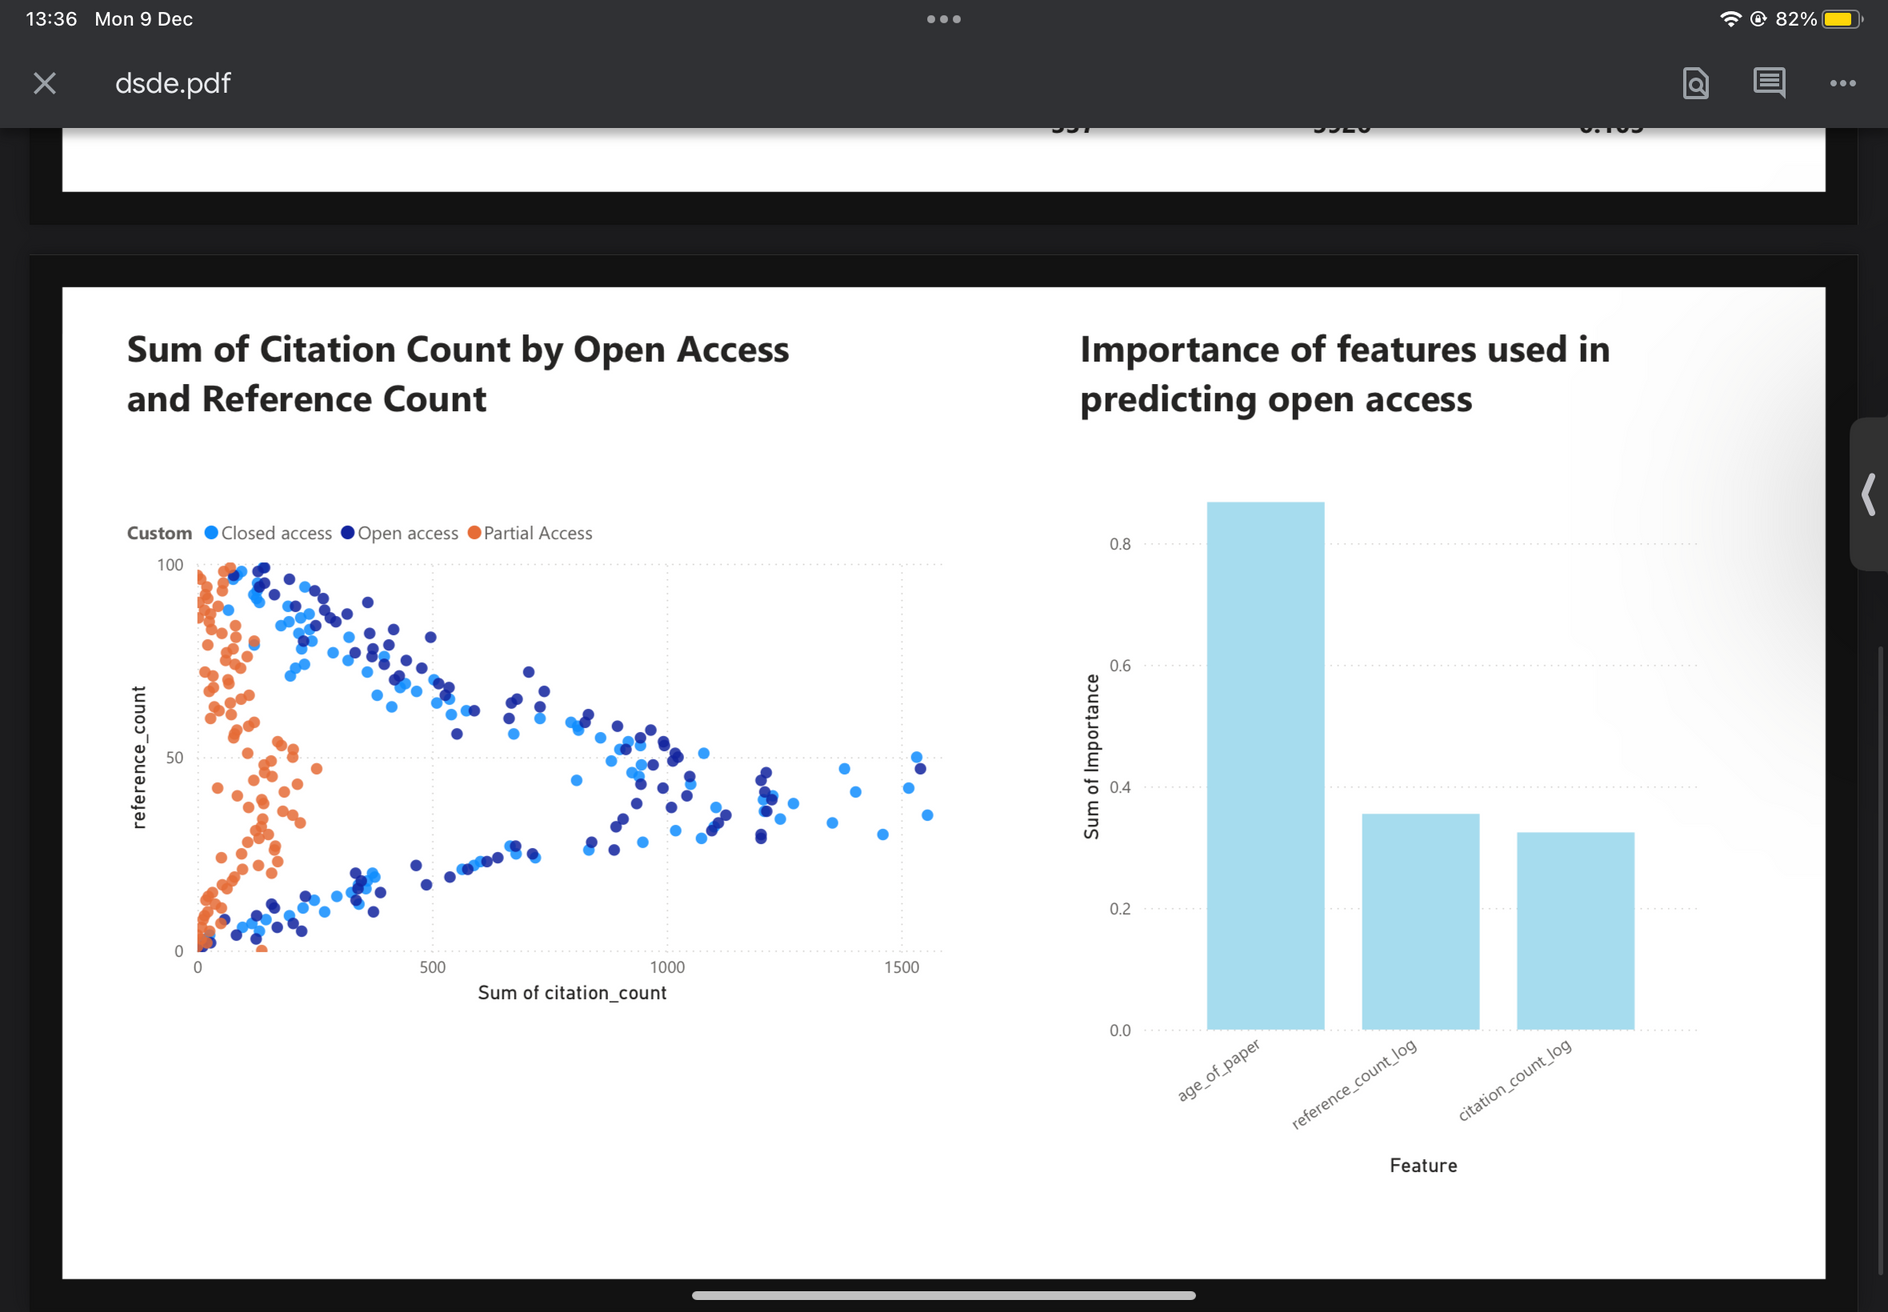 13:36 Mon 9 Dec
82%
dsde.pdf
Sum of Citation Count by Open Access
and Reference Count
Custom Closed access Open access Partial Access
100
50
0
reference_count
0 500 1000 1500
Sum of citation_count
Importance of features used in
predicting open access
0.8
0.6
0.4
0.2
0.0
Sum of Importance
age_of_paper
reference_count_log
citation_count_log
Feature